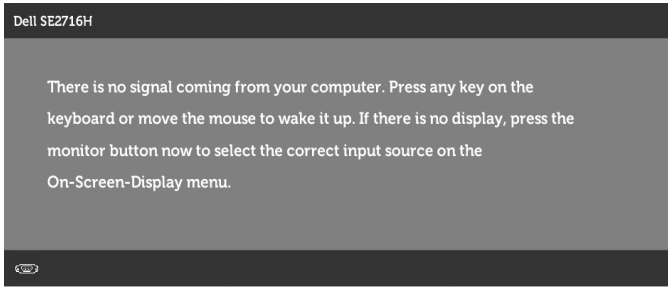 Dell SE2716H
There is no signal coming from your computer. Press any key on the
keyboard or move the mouse to wake it up. If there is no display, press the
monitor button now to select the correct input source on the
On-Screen-Display menu.